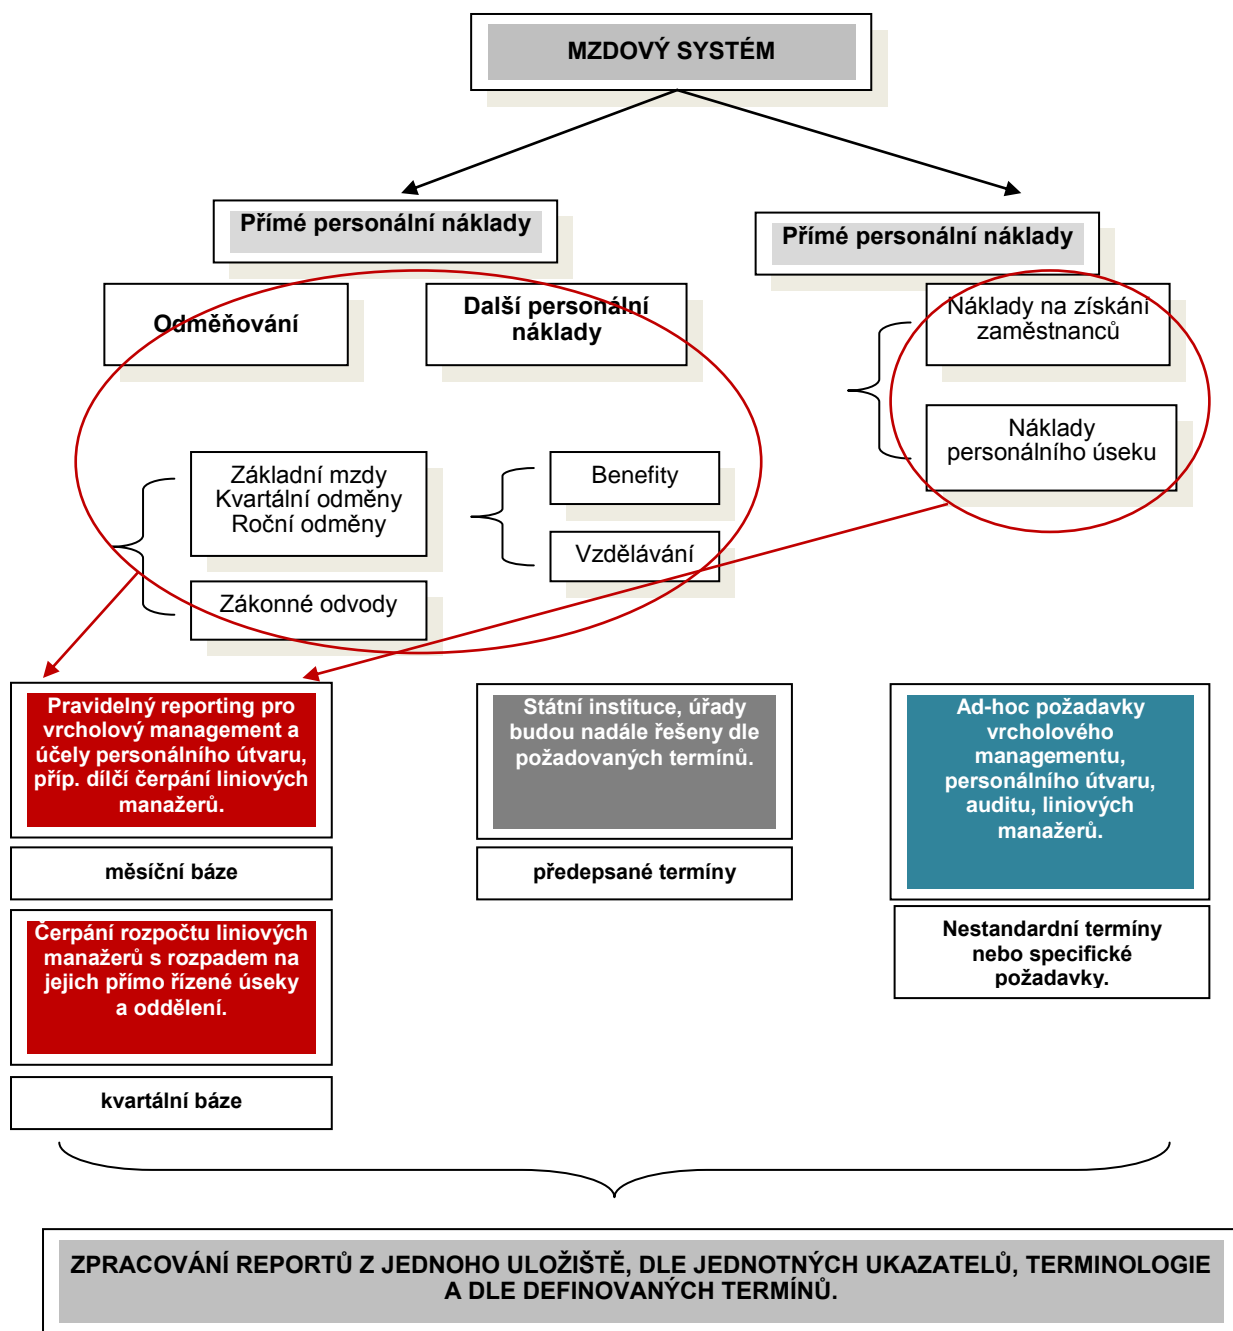 MZDOVÝ SYSTÉM
Přímé personální náklady
Přímé personální náklady
Odměňování
Další personální
náklady
Náklady na získání
zaměstnanců
Náklady
personálního úseku
Základní mzdy
Kvartální odměny
Roční odměny
Benefity
Vzdělávání
Zákonné odvody
Pravidelný reporting pro
vrcholový management a
účely personálního útvaru,
příp. dílčí čerpání liniových
manažerů.
měsíční báze
Čerpání rozpočtu liniových
manažerů s rozpadem na
jejich přímo řízené úseky
a oddělení.
kvartální báze
Státní instituce, úřady
budou nadále řešeny dle
požadovaných termínů.
předepsané termíny
Ad-hoc požadavky
vrcholového
managementu,
personálního útvaru,
auditu, liniových
manažerů.
Nestandardní termíny
nebo specifické
požadavky.
ZPRACOVÁNÍ REPORTŮ Z JEDNOHO ULOŽIŠTĚ, DLE JEDNOTNÝCH UKAZATELŮ, TERMINOLOGIE
A DLE DEFINOVANÝCH TERMÍNŮ.